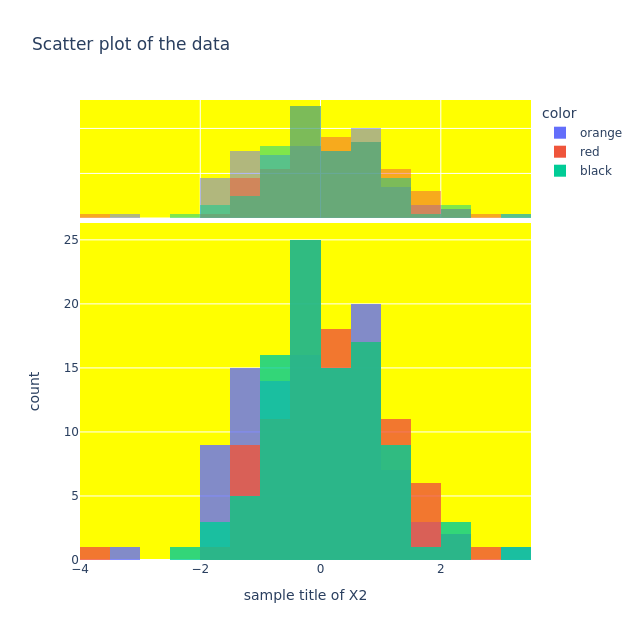 Scatter plot of the data
color
orange
red
black
25
20
15
10
5
0
count
−4
−2
0
2
sample title of X2